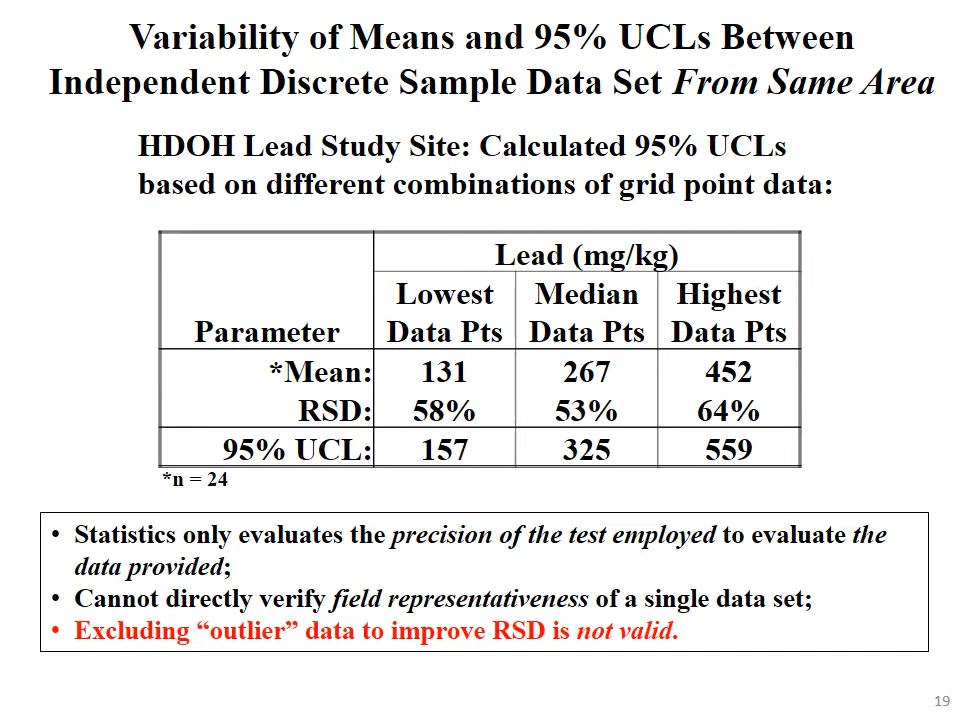 Variability of Means and 95% UCLs Between
Independent Discrete Sample Data Set From Same Area
HDOH Lead Study Site: Calculated 95% UCLs
based on different combinations of grid point data:
Lead (mg/kg)
Parameter Lowest Data Pts Median Data Pts Highest Data Pts
*Mean: 131 267 452
RSD: 58% 53% 64%
95% UCL: 157 325 559
*n = 24
• Statistics only evaluates the precision of the test employed to evaluate the
data provided;
• Cannot directly verify field representativeness of a single data set;
• Excluding “outlier” data to improve RSD is not valid.
19